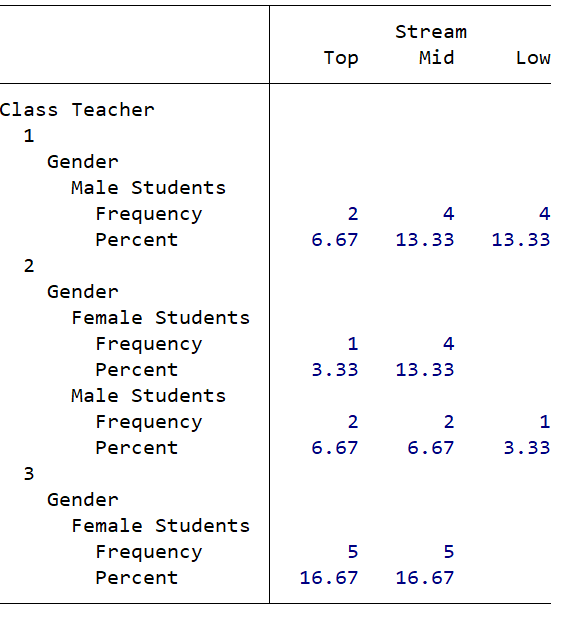 Stream
Top Mid Low
Class Teacher
1
Gender
Male Students
Frequency 2 4 4
Percent 6.67 13.33 13.33
2
Gender
Female Students
Frequency 1 4
Percent 3.33 13.33
Male Students
Frequency 2 2 1
Percent 6.67 6.67 3.33
3
Gender
Female Students
Frequency 5 5
Percent 16.67 16.67